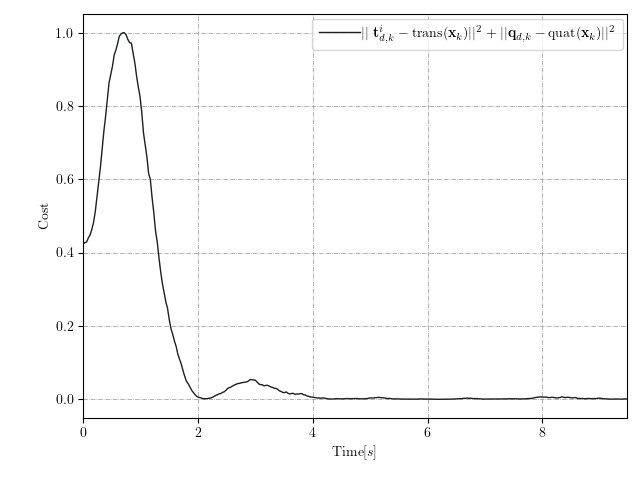 || t^i_{d,k} − trans(x_k)||² + ||q_{d,k} − quat(x_k)||²
1.0
0.8
0.6
0.4
0.2
0.0
Cost
0 2 4 6 8
Time[s]